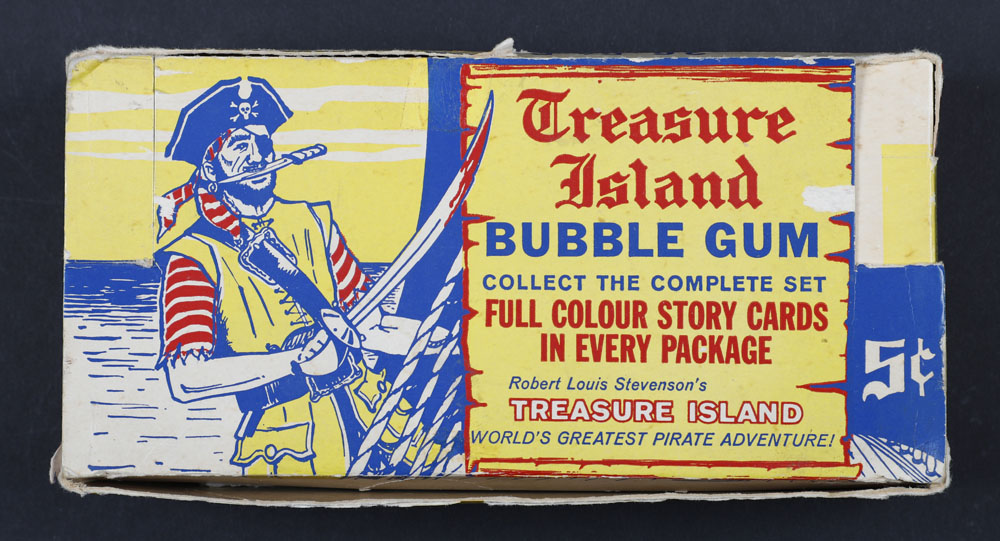 Treasure
Island
BUBBLE GUM
COLLECT THE COMPLETE SET
FULL COLOUR STORY CARDS
IN EVERY PACKAGE
Robert Louis Stevenson's
TREASURE ISLAND
WORLD'S GREATEST PIRATE ADVENTURE!
5¢